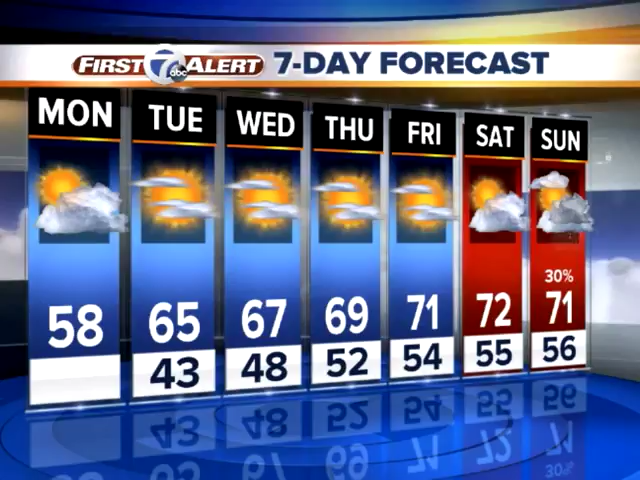 FIRST 7 abc ALERT 7-DAY FORECAST
MON TUE WED THU FRI SAT SUN
30%
58 65 67 69 71 72 71
43 48 52 54 55 56